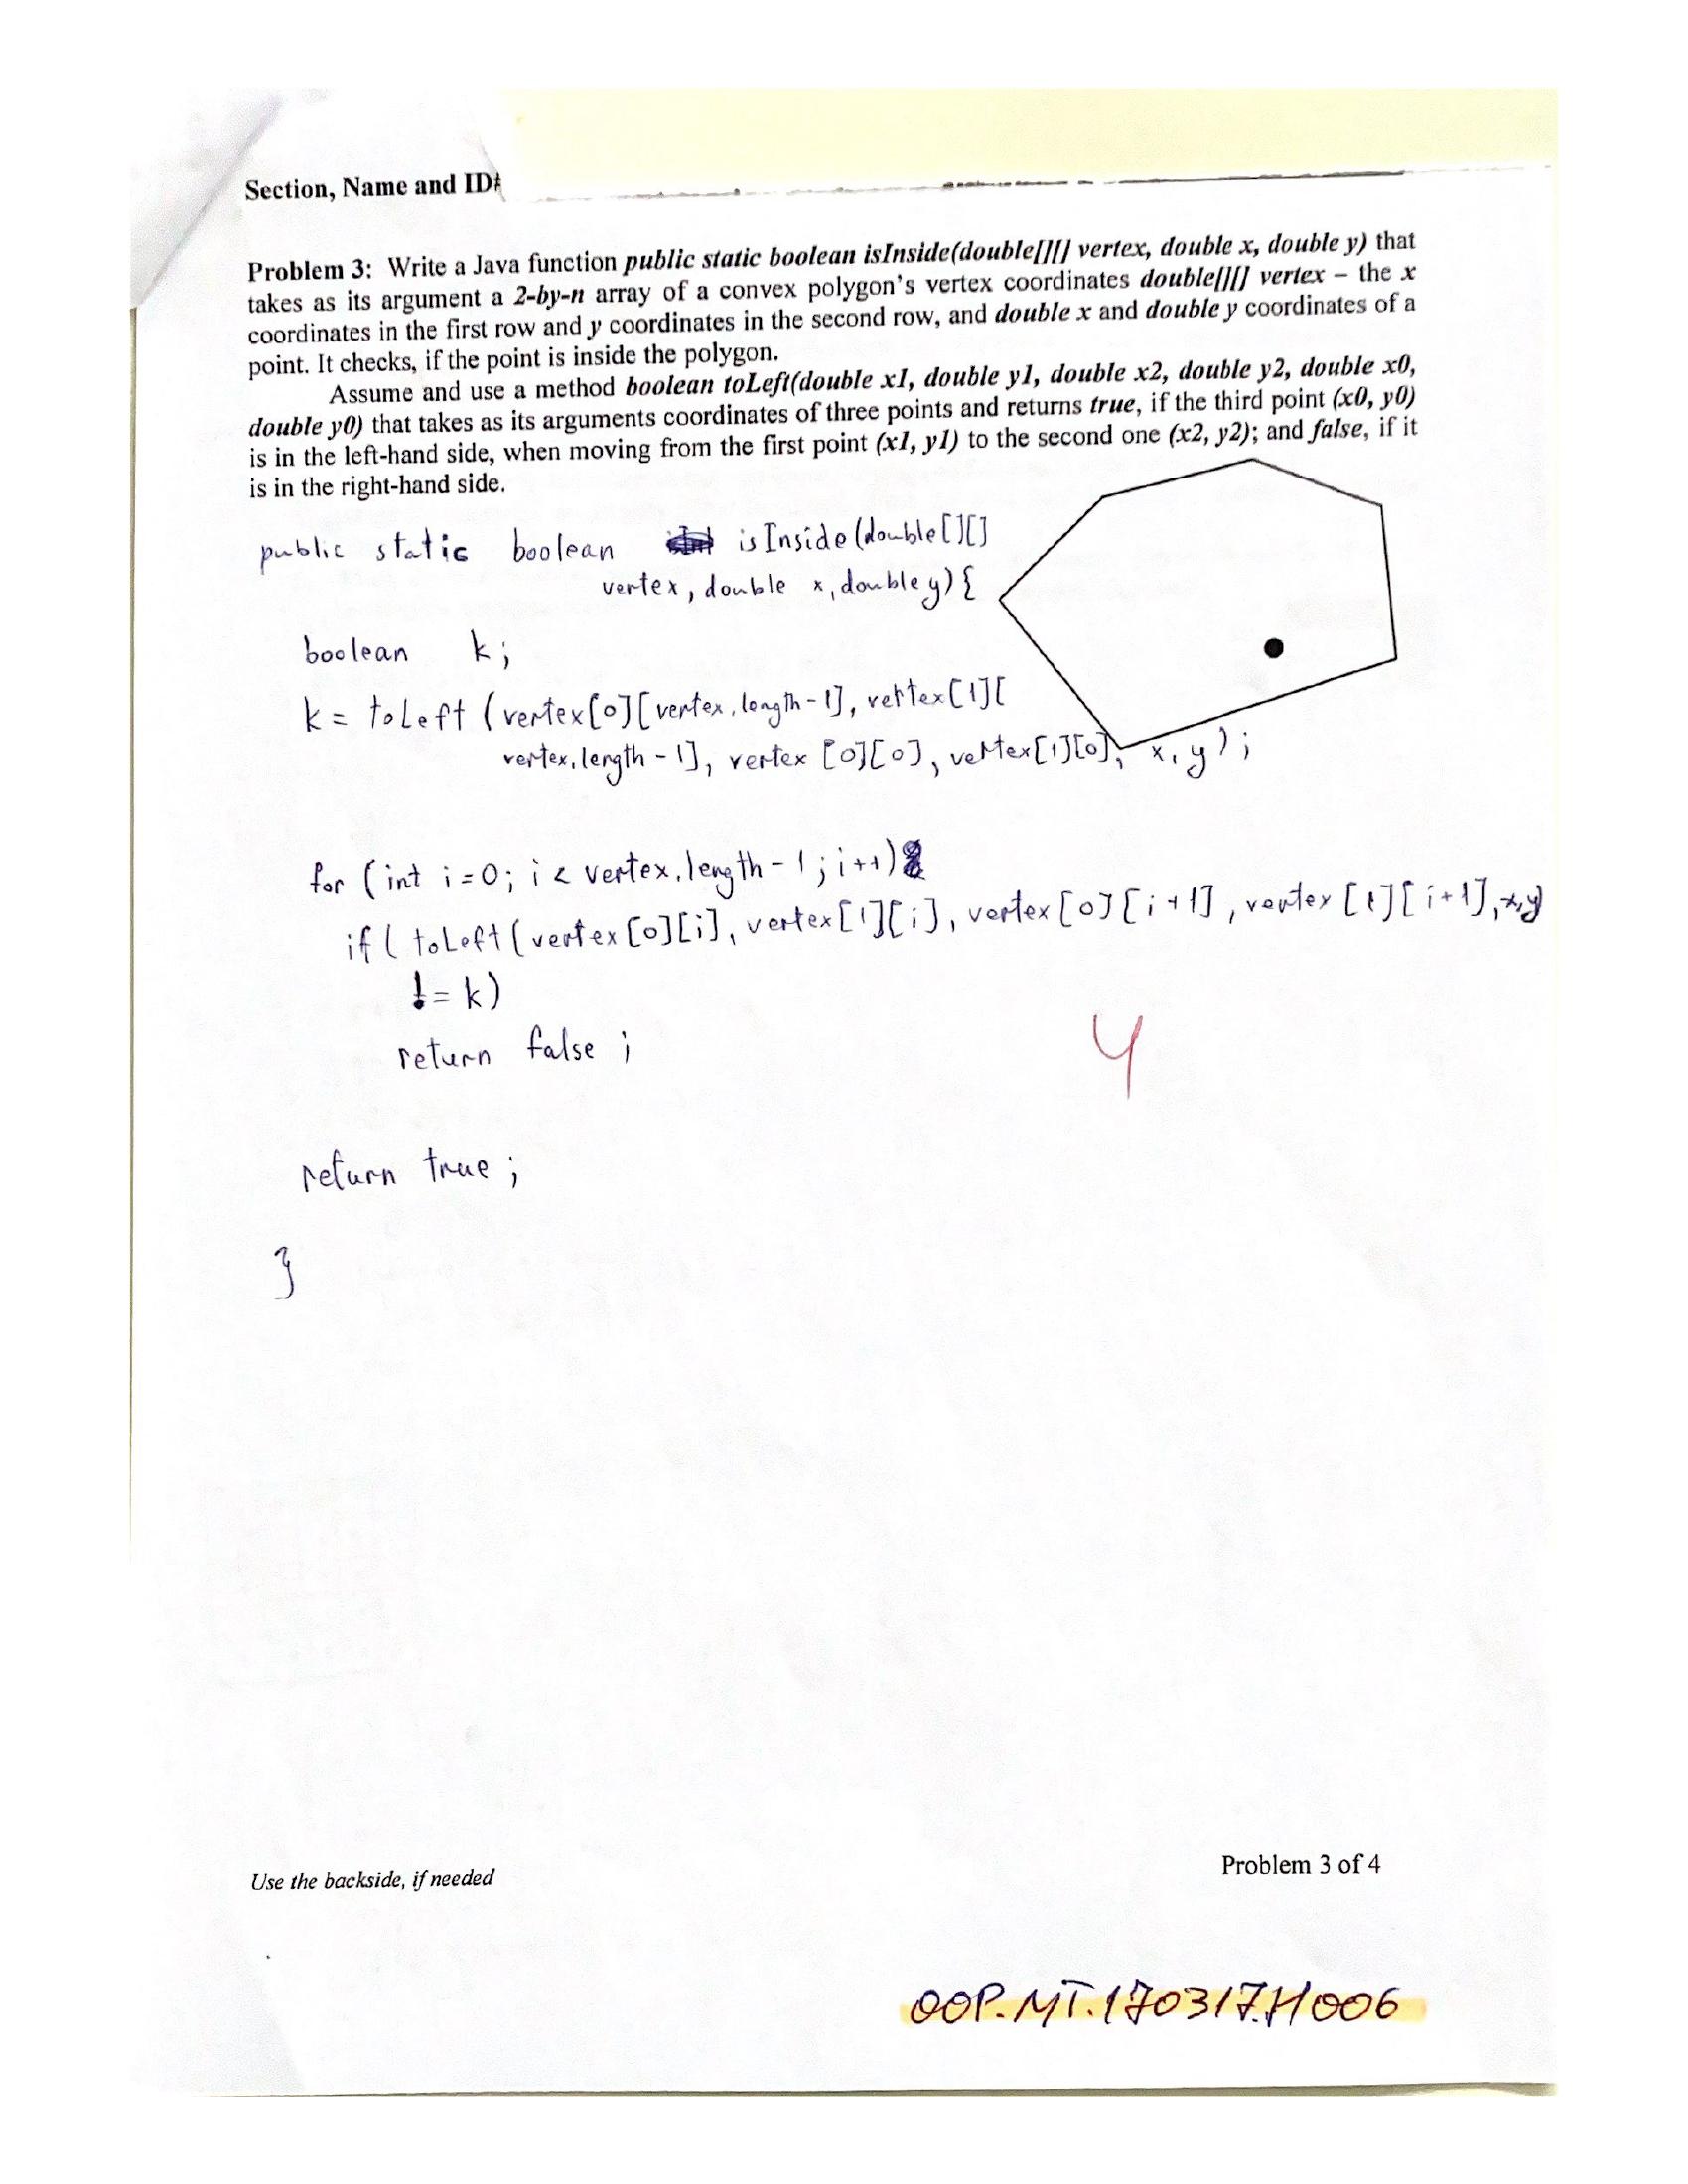 Section, Name and ID#
Problem 3: Write a Java function public static boolean isInside(double[][] vertex, double x, double y) that
takes as its argument a 2-by-n array of a convex polygon's vertex coordinates double[][] vertex – the x
coordinates in the first row and y coordinates in the second row, and double x and double y coordinates of a
point. It checks, if the point is inside the polygon.
Assume and use a method boolean toLeft(double x1, double y1, double x2, double y2, double x0,
double y0) that takes as its arguments coordinates of three points and returns true, if the third point (x0, y0)
is in the left-hand side, when moving from the first point (x1, y1) to the second one (x2, y2); and false, if it
is in the right-hand side.
public static boolean isInside(double[][]
vertex, double x, double y) {
boolean k;
k = toLeft (vertex[0][vertex.length-1], vertex[1][
vertex.length-1], vertex [0][0], vertex[1][0], x, y);
for (int i=0; i < vertex.length-1; i++)
if ( toLeft (vertex[0][i], vertex[1][i], vertex[0][i+1], vertex[1][i+1], x,y)
!= k)
return false ;
4
return true ;
}
Use the backside, if needed
Problem 3 of 4
OOP.MT.170317.H006